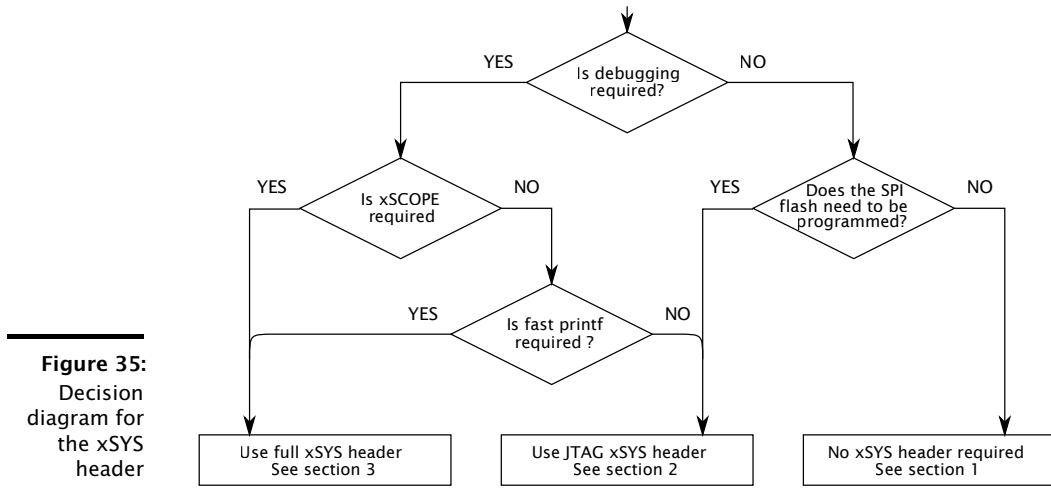 Is debugging
required?
YES
NO
Is xSCOPE
required
YES
NO
Does the SPI
flash need to be
programmed?
YES
NO
Is fast printf
required ?
YES
NO
Figure 35:
Decision
diagram for
the xSYS
header
Use full xSYS header
See section 3
Use JTAG xSYS header
See section 2
No xSYS header required
See section 1